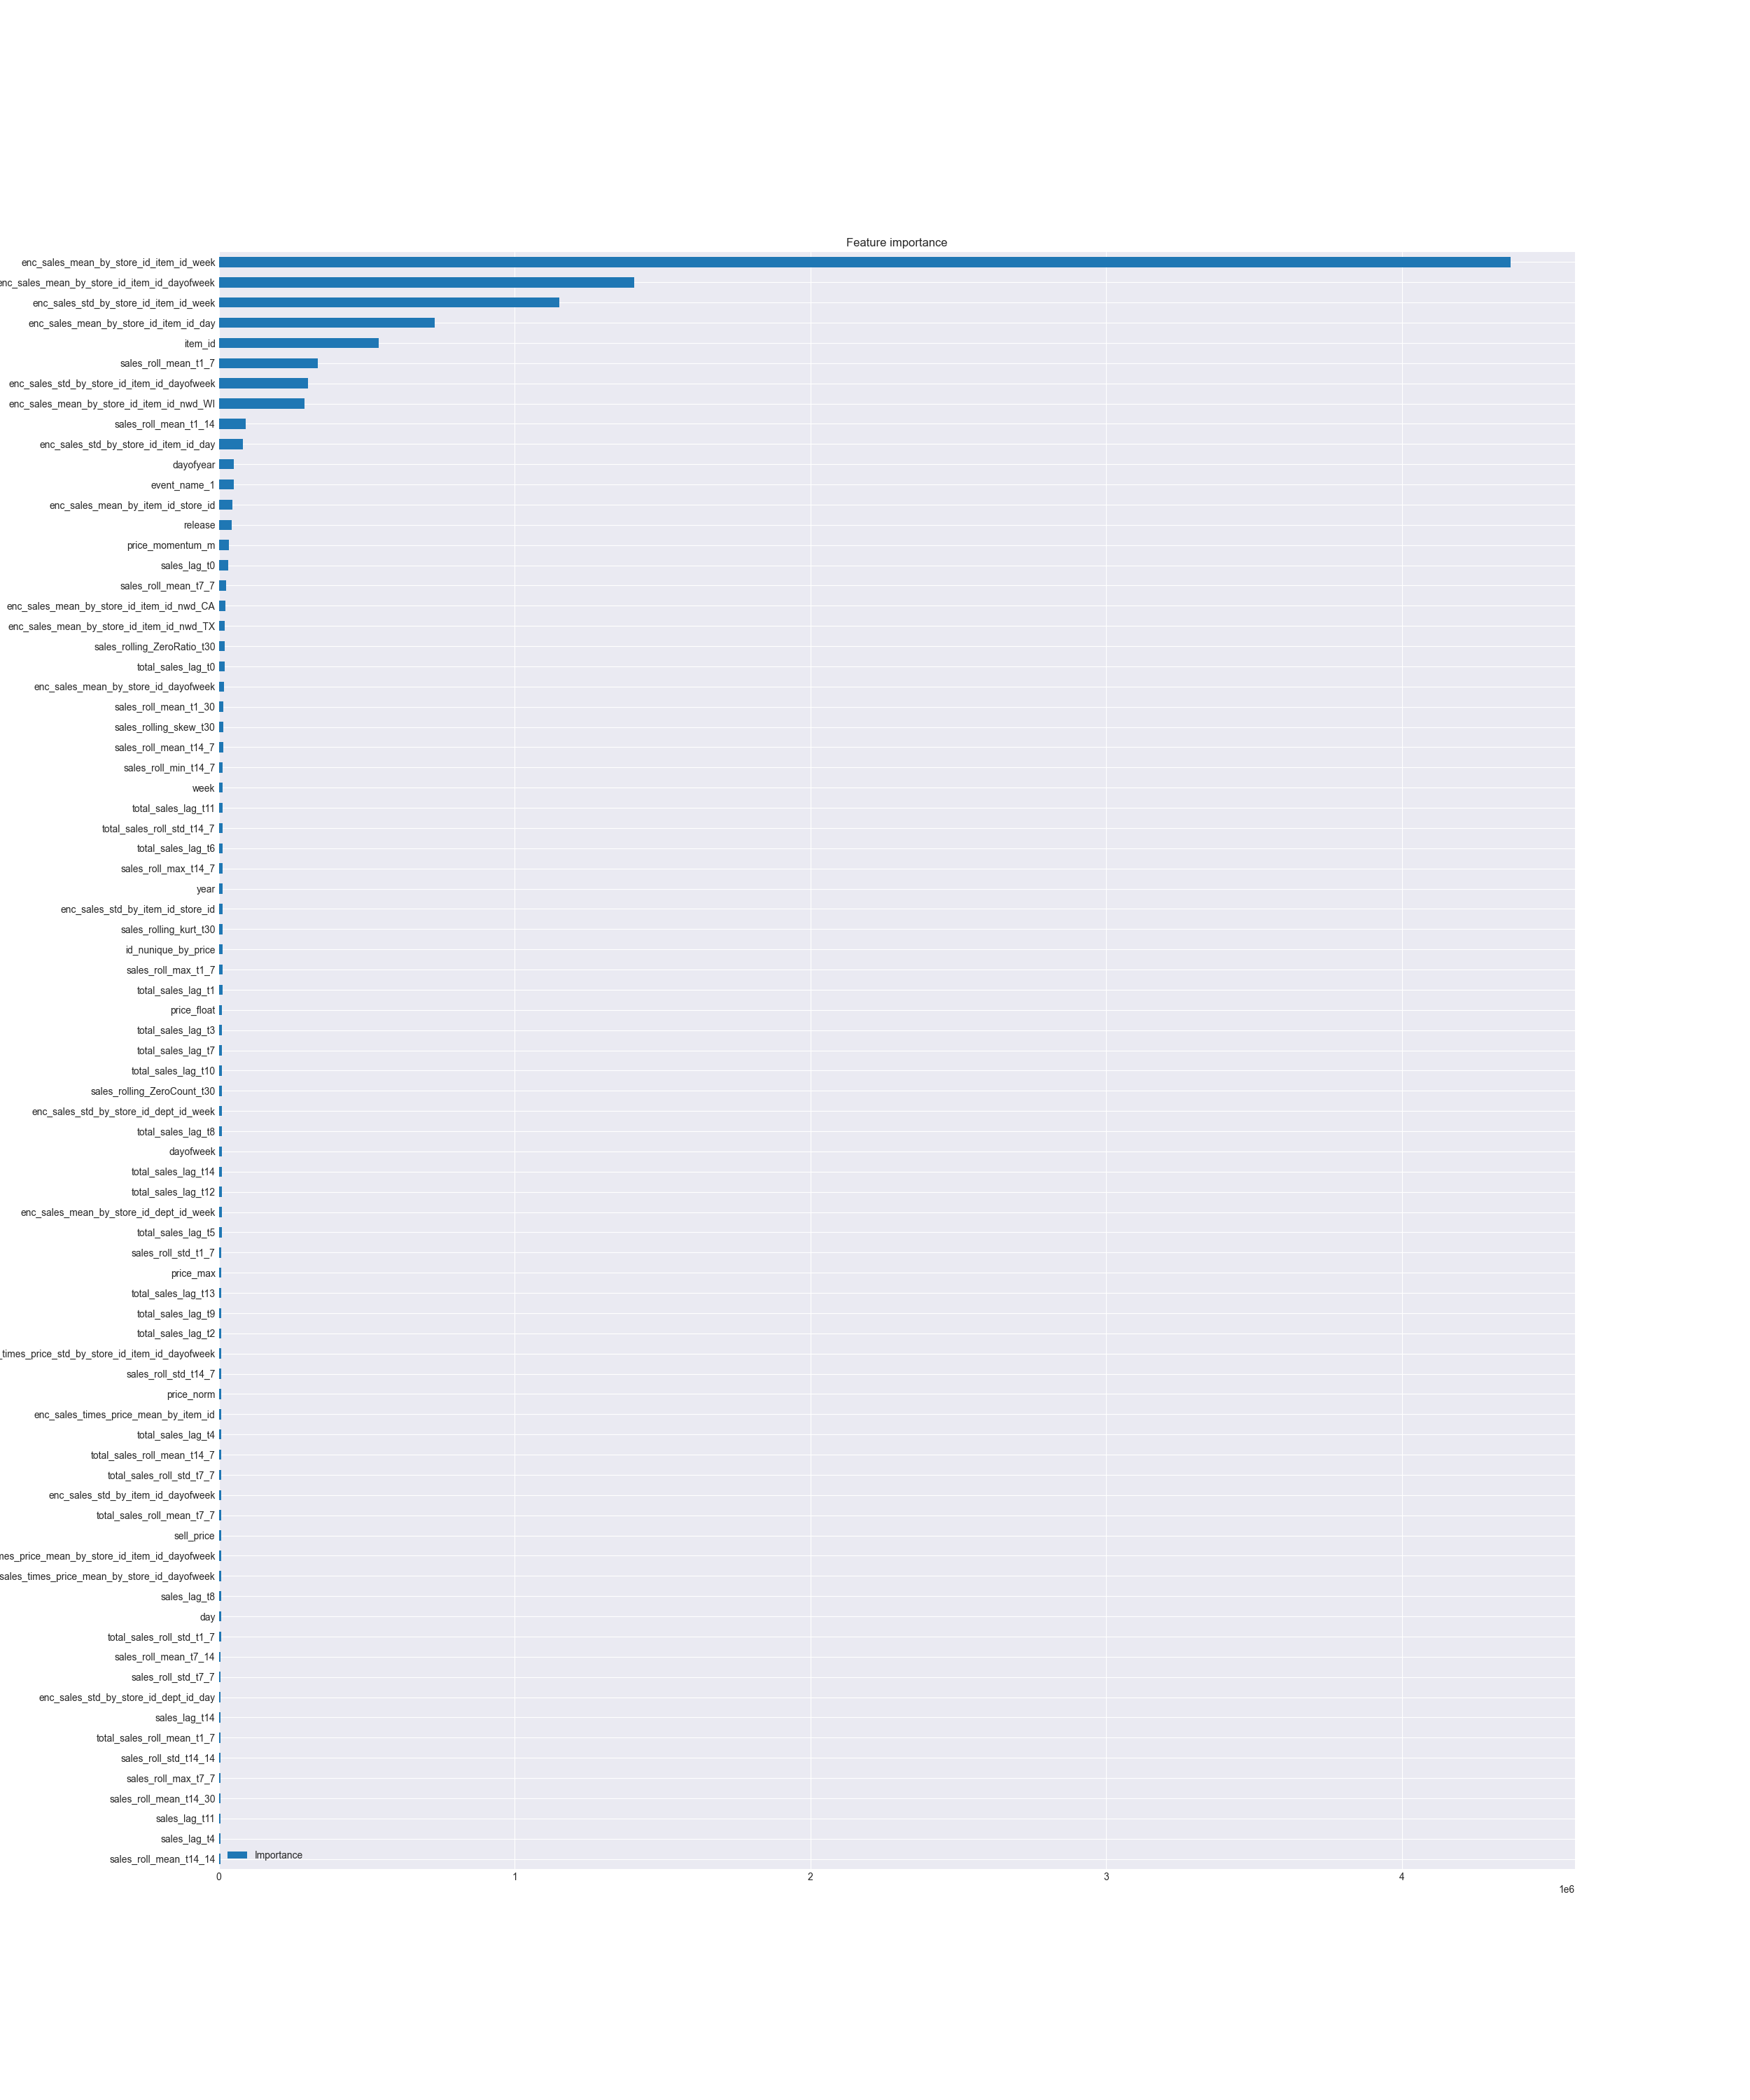 Feature importance
enc_sales_mean_by_store_id_item_id_week
enc_sales_mean_by_store_id_item_id_dayofweek
enc_sales_std_by_store_id_item_id_week
enc_sales_mean_by_store_id_item_id_day
item_id
sales_roll_mean_t1_7
enc_sales_std_by_store_id_item_id_dayofweek
enc_sales_mean_by_store_id_item_id_nwd_WI
sales_roll_mean_t1_14
enc_sales_std_by_store_id_item_id_day
dayofyear
event_name_1
enc_sales_mean_by_item_id_store_id
release
price_momentum_m
sales_lag_t0
sales_roll_mean_t7_7
enc_sales_mean_by_store_id_item_id_nwd_CA
enc_sales_mean_by_store_id_item_id_nwd_TX
sales_rolling_ZeroRatio_t30
total_sales_lag_t0
enc_sales_mean_by_store_id_dayofweek
sales_roll_mean_t1_30
sales_rolling_skew_t30
sales_roll_mean_t14_7
sales_roll_min_t14_7
week
total_sales_lag_t11
total_sales_roll_std_t14_7
total_sales_lag_t6
sales_roll_max_t14_7
year
enc_sales_std_by_item_id_store_id
sales_rolling_kurt_t30
id_nunique_by_price
sales_roll_max_t1_7
total_sales_lag_t1
price_float
total_sales_lag_t3
total_sales_lag_t7
total_sales_lag_t10
sales_rolling_ZeroCount_t30
enc_sales_std_by_store_id_dept_id_week
total_sales_lag_t8
dayofweek
total_sales_lag_t14
total_sales_lag_t12
enc_sales_mean_by_store_id_dept_id_week
total_sales_lag_t5
sales_roll_std_t1_7
price_max
total_sales_lag_t13
total_sales_lag_t9
total_sales_lag_t2
_times_price_std_by_store_id_item_id_dayofweek
sales_roll_std_t14_7
price_norm
enc_sales_times_price_mean_by_item_id
total_sales_lag_t4
total_sales_roll_mean_t14_7
total_sales_roll_std_t7_7
enc_sales_std_by_item_id_dayofweek
total_sales_roll_mean_t7_7
sell_price
mes_price_mean_by_store_id_item_id_dayofweek
sales_times_price_mean_by_store_id_dayofweek
sales_lag_t8
day
total_sales_roll_std_t1_7
sales_roll_mean_t7_14
sales_roll_std_t7_7
enc_sales_std_by_store_id_dept_id_day
sales_lag_t14
total_sales_roll_mean_t1_7
sales_roll_std_t14_14
sales_roll_max_t7_7
sales_roll_mean_t14_30
sales_lag_t11
sales_lag_t4
sales_roll_mean_t14_14
Importance
0 1 2 3 4
1e6